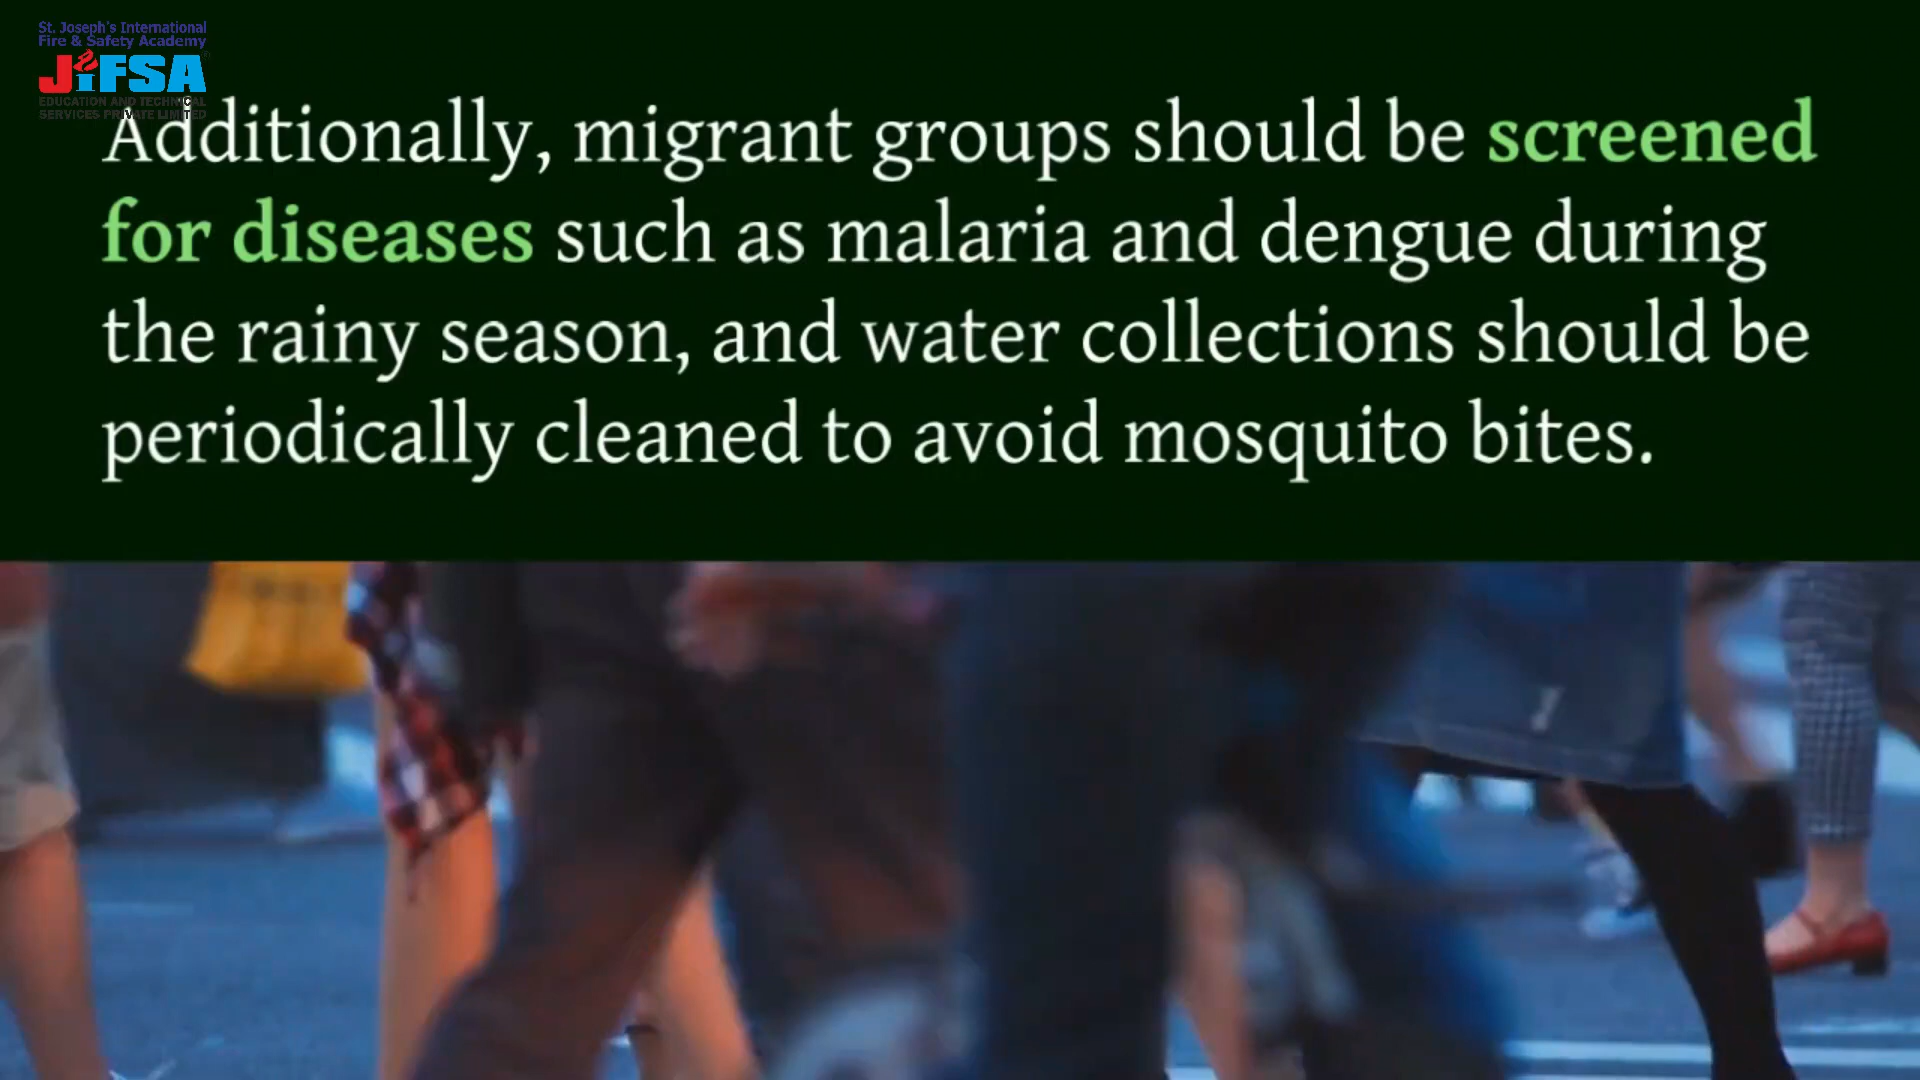 St. Joseph's International
Fire & Safety Academy
JiFSA
EDUCATION AND TECHNICAL
SERVICES PRIVATE LIMITED
Additionally, migrant groups should be screened
for diseases such as malaria and dengue during
the rainy season, and water collections should be
periodically cleaned to avoid mosquito bites.